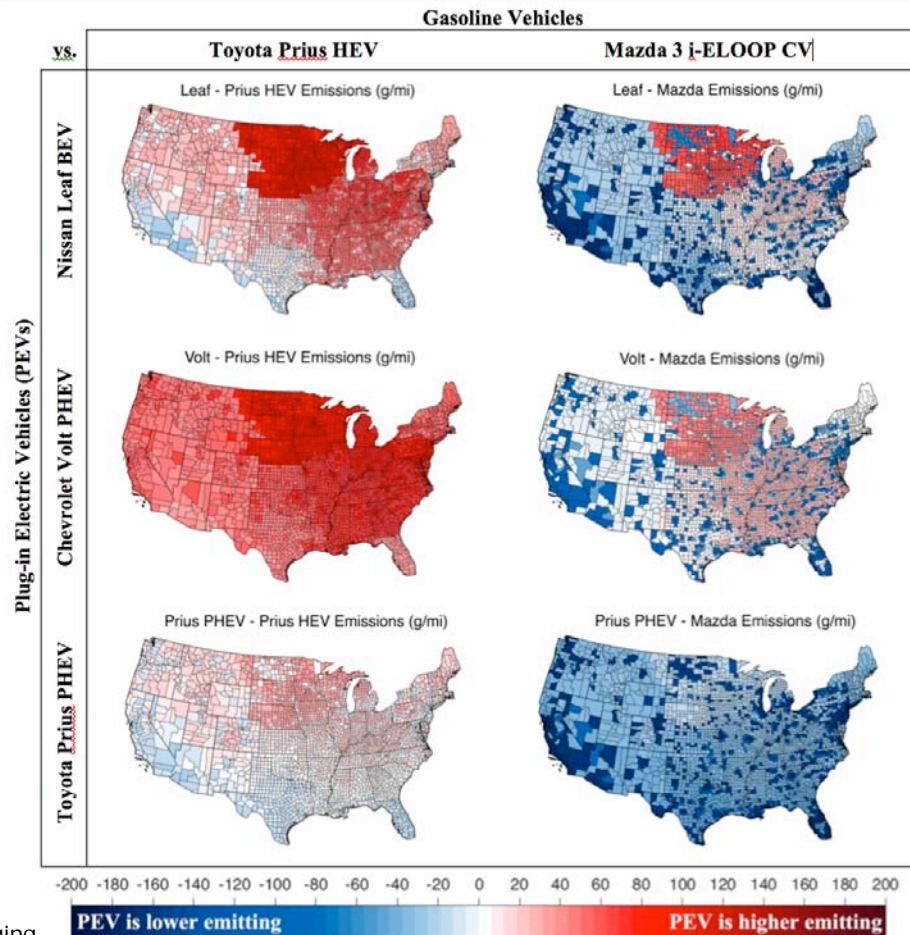 Gasoline Vehicles
vs.
Toyota Prius HEV
Mazda 3 i-ELOOP CV
Plug-in Electric Vehicles (PEVs)
Nissan Leaf BEV
Leaf - Prius HEV Emissions (g/mi)
Leaf - Mazda Emissions (g/mi)
Chevrolet Volt PHEV
Volt - Prius HEV Emissions (g/mi)
Volt - Mazda Emissions (g/mi)
Toyota Prius PHEV
Prius PHEV - Prius HEV Emissions (g/mi)
Prius PHEV - Mazda Emissions (g/mi)
-200 -180 -160 -140 -120 -100 -80 -60 -40 -20 0 20 40 60 80 100 120 140 160 180 200
PEV is lower emitting
PEV is higher emitting